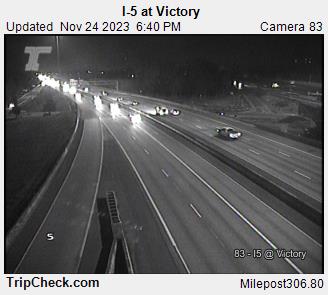 I-5 at Victory
Updated Nov 24 2023 6:40 PM Camera 83
T
S
83 - I5 @ Victory
TripCheck.com Milepost306.80